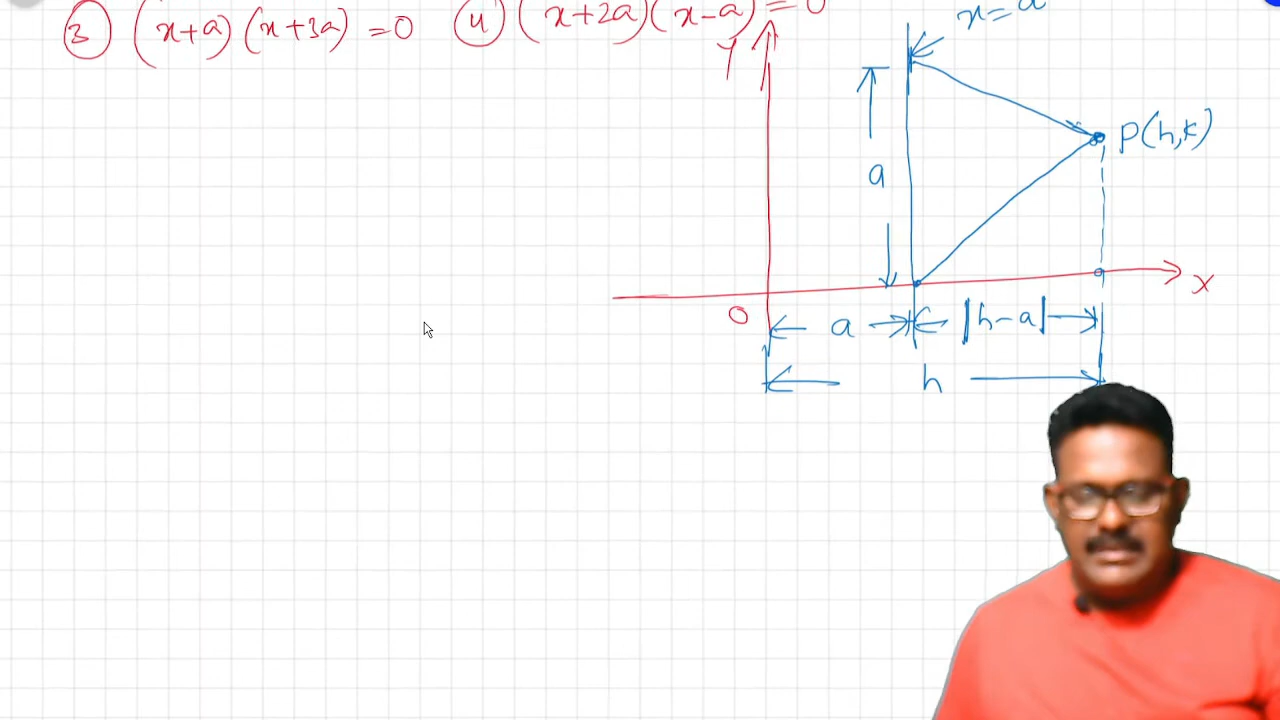 ③ (x+a)(x+3a) = 0 ④ (x+2a)(x-a) = 0
x = a
Y
P(h,k)
a
X
O
a |h-a|
h